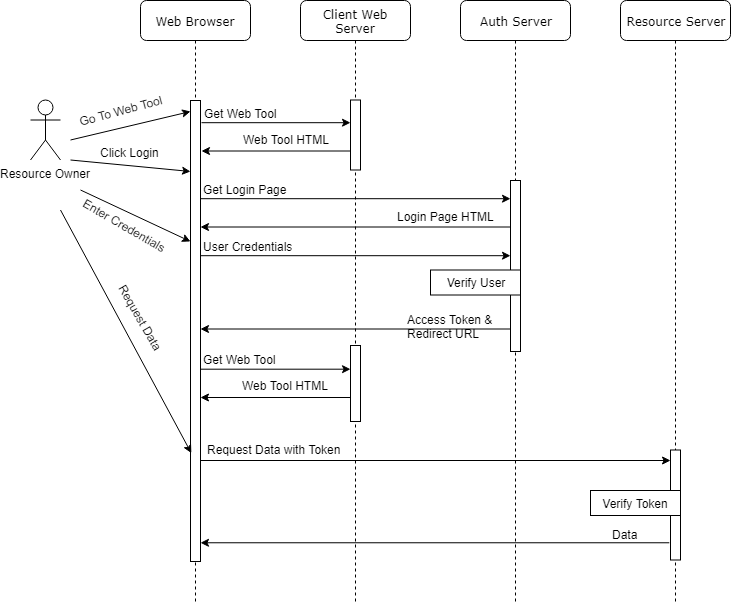 Web Browser
Client Web
Server
Auth Server
Resource Server
Go To Web Tool
Get Web Tool
Web Tool HTML
Click Login
Resource Owner
Get Login Page
Enter Credentials
Login Page HTML
User Credentials
Verify User
Request Data
Access Token &
Redirect URL
Get Web Tool
Web Tool HTML
Request Data with Token
Verify Token
Data